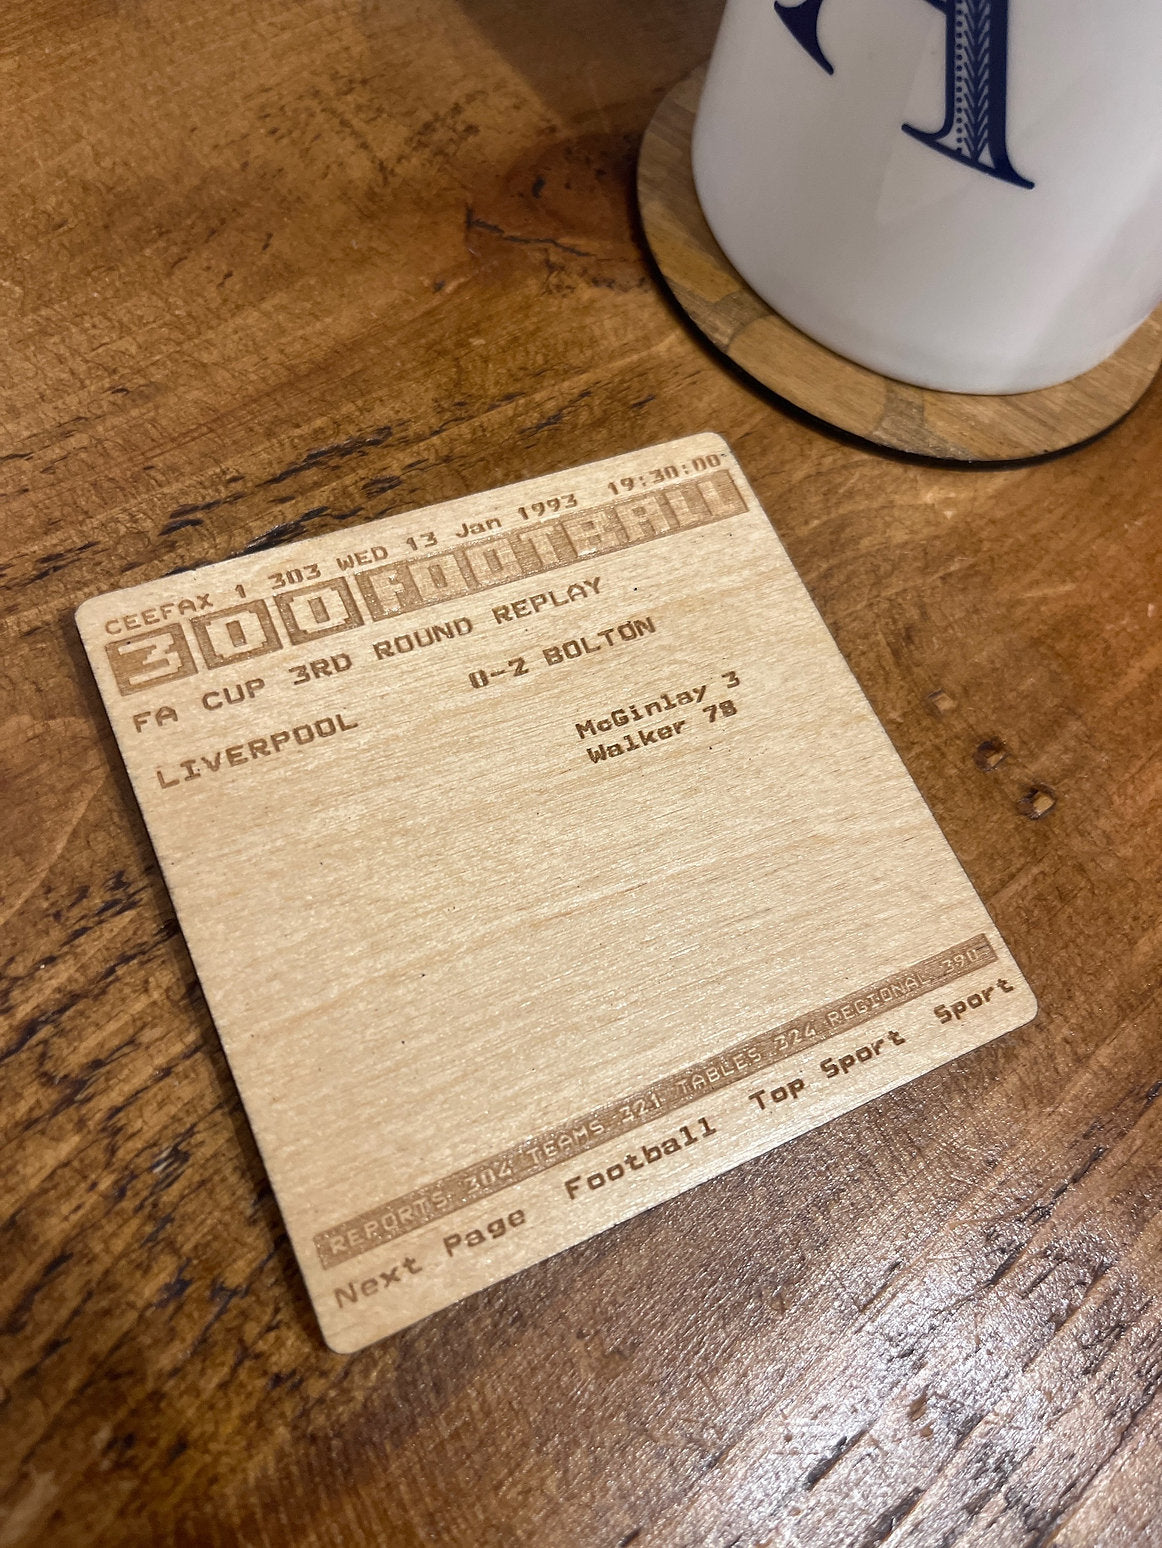 A
CEEFAX 1 303 WED 13 Jan 1993 19:30:00
300 FOOTBALL
FA CUP 3RD ROUND REPLAY
LIVERPOOL 0-2 BOLTON
McGinlay 3
Walker 78
REPORTS 304 TEAMS 321 TABLES 324 REGIONAL 390
Next Page Football Top Sport Sport